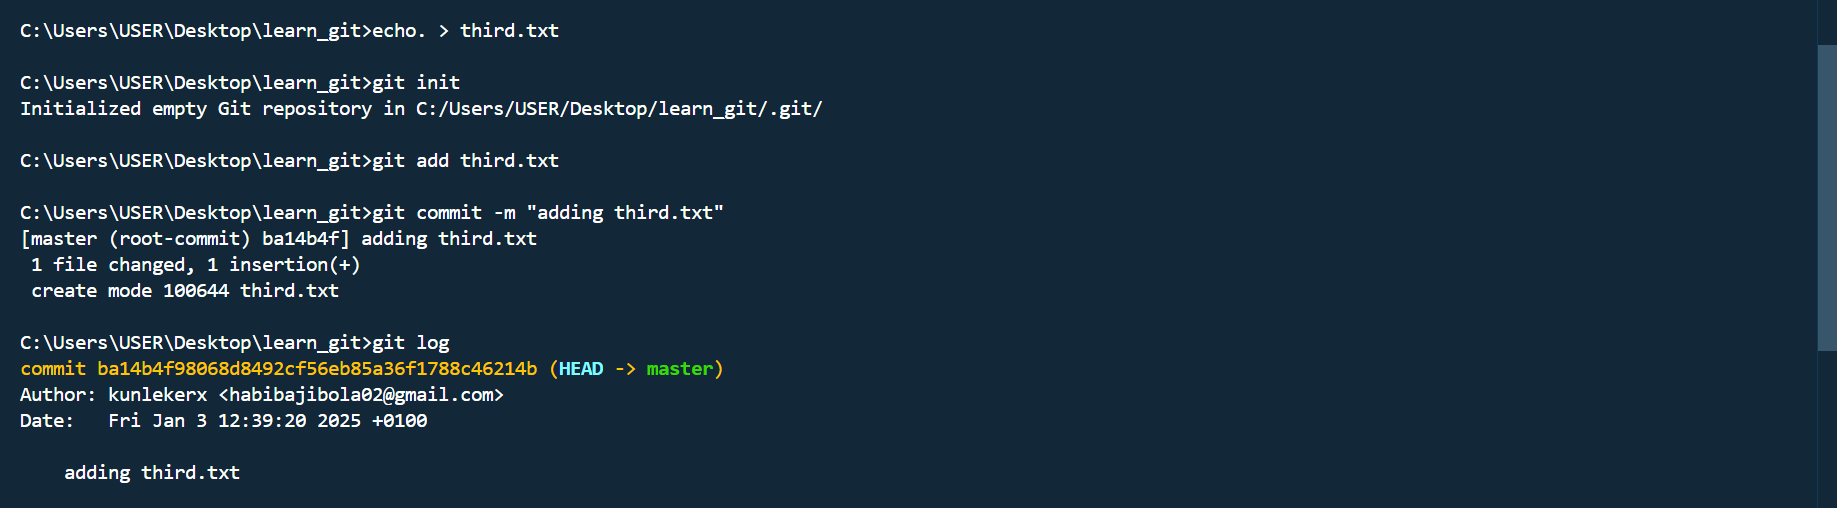 C:\Users\USER\Desktop\learn_git>echo. > third.txt
C:\Users\USER\Desktop\learn_git>git init
Initialized empty Git repository in C:/Users/USER/Desktop/learn_git/.git/
C:\Users\USER\Desktop\learn_git>git add third.txt
C:\Users\USER\Desktop\learn_git>git commit -m "adding third.txt"
[master (root-commit) ba14b4f] adding third.txt
 1 file changed, 1 insertion(+)
 create mode 100644 third.txt
C:\Users\USER\Desktop\learn_git>git log
commit ba14b4f98068d8492cf56eb85a36f1788c46214b (HEAD -> master)
Author: kunlekerx <habibajibola02@gmail.com>
Date:   Fri Jan 3 12:39:20 2025 +0100
    adding third.txt